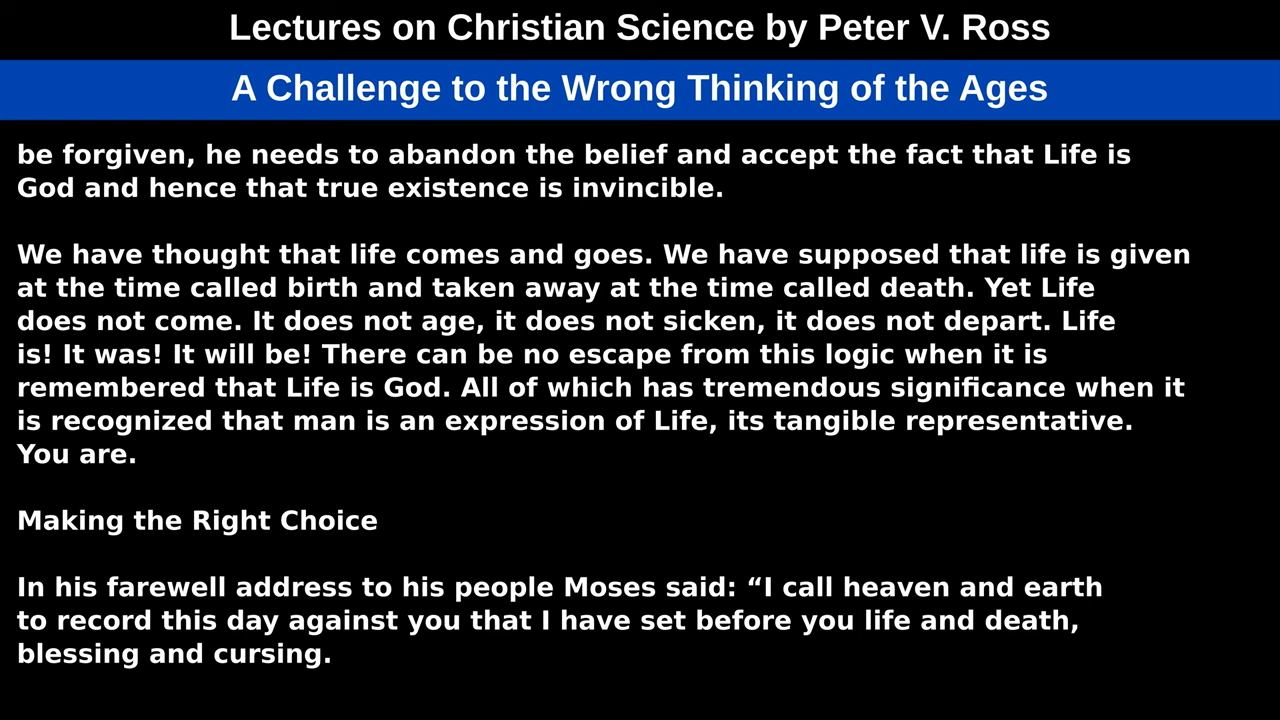 Lectures on Christian Science by Peter V. Ross
A Challenge to the Wrong Thinking of the Ages
be forgiven, he needs to abandon the belief and accept the fact that Life is
God and hence that true existence is invincible.
We have thought that life comes and goes. We have supposed that life is given
at the time called birth and taken away at the time called death. Yet Life
does not come. It does not age, it does not sicken, it does not depart. Life
is! It was! It will be! There can be no escape from this logic when it is
remembered that Life is God. All of which has tremendous significance when it
is recognized that man is an expression of Life, its tangible representative.
You are.
Making the Right Choice
In his farewell address to his people Moses said: “I call heaven and earth
to record this day against you that I have set before you life and death,
blessing and cursing.